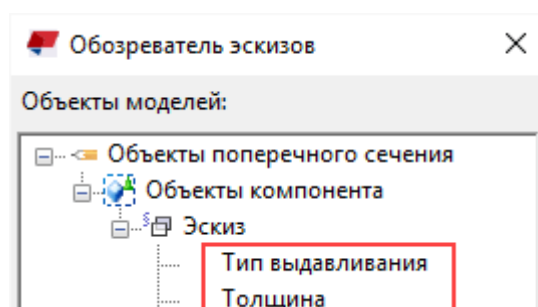 Обозреватель эскизов
Объекты моделей:
Объекты поперечного сечения
Объекты компонента
Эскиз
Тип выдавливания
Толщина